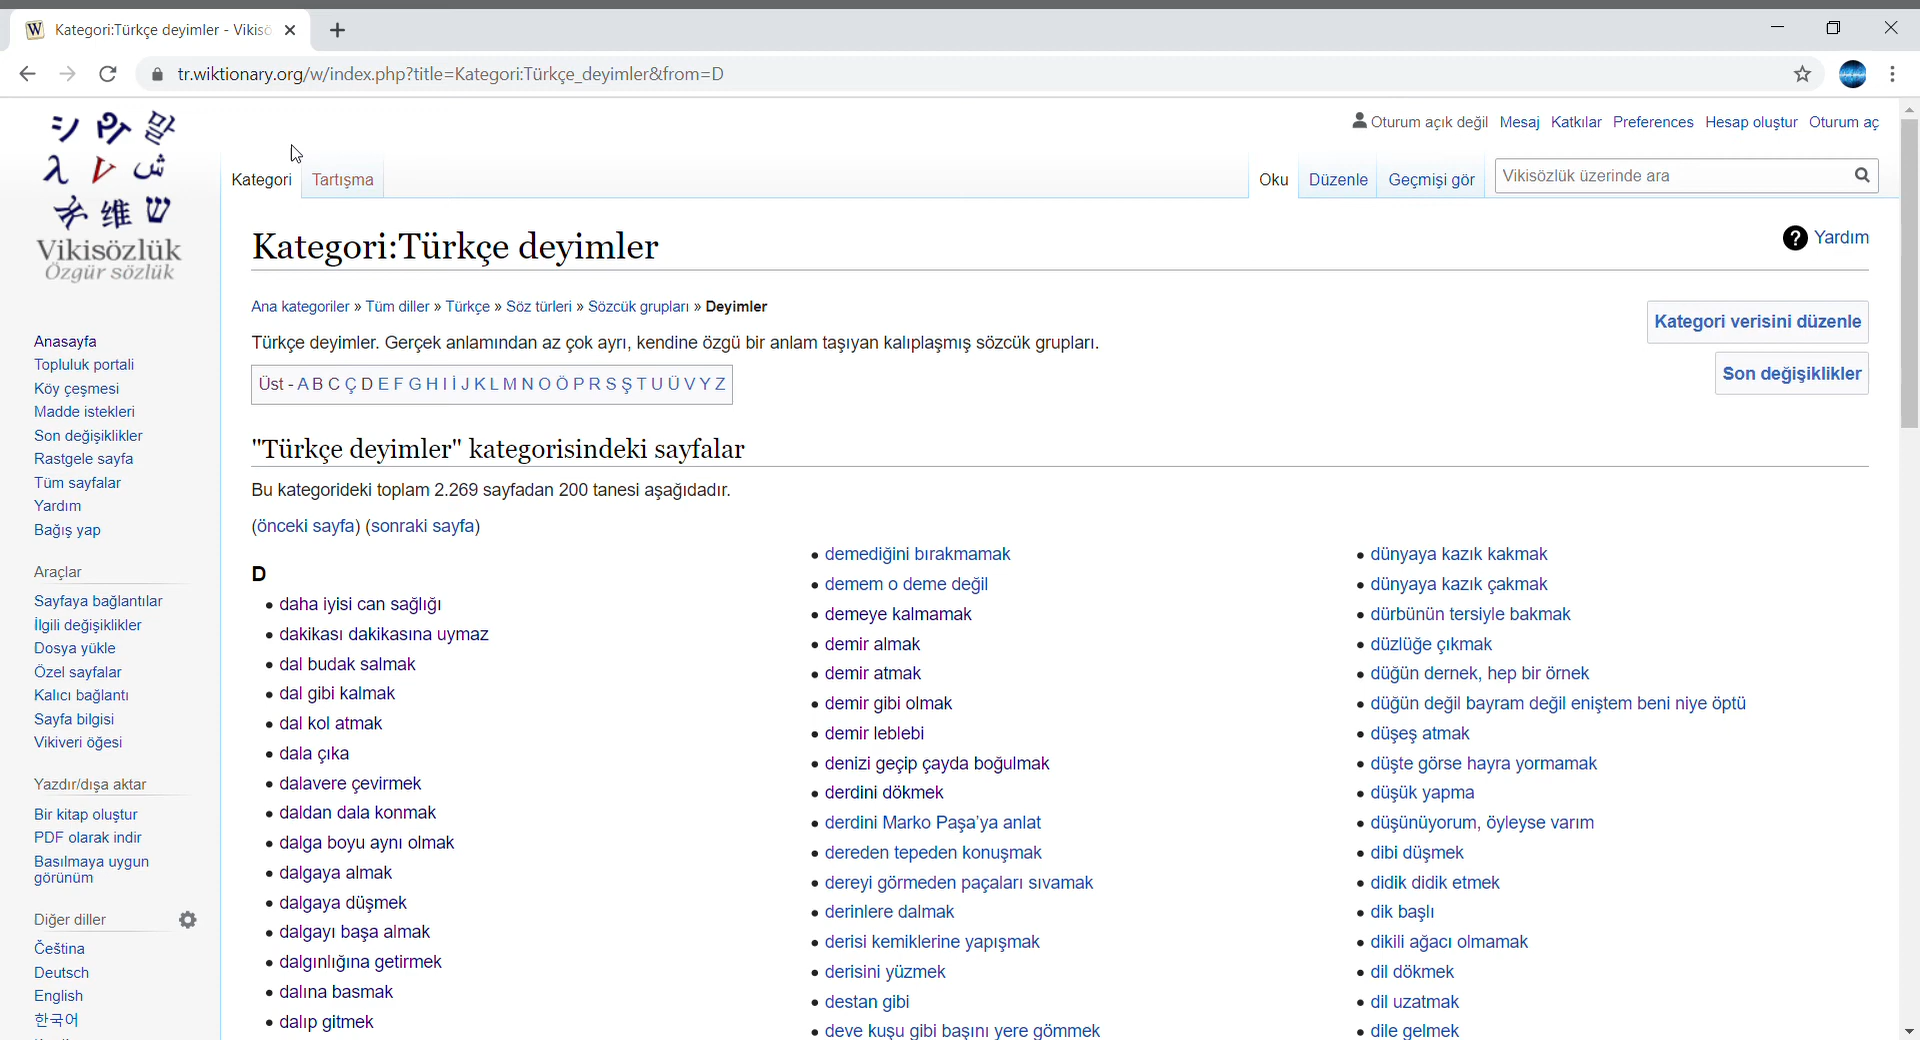 Kategori:Türkçe deyimler - Vikisö
tr.wiktionary.org/w/index.php?title=Kategori:Türkçe_deyimler&from=D
Vikisözlük
Özgür sözlük
Oturum açık değil Mesaj Katkılar Preferences Hesap oluştur Oturum aç
Kategori Tartışma Oku Düzenle Geçmişi gör Vikisözlük üzerinde ara
Kategori:Türkçe deyimler
Yardım
Ana kategoriler » Tüm diller » Türkçe » Söz türleri » Sözcük grupları » Deyimler
Türkçe deyimler. Gerçek anlamından az çok ayrı, kendine özgü bir anlam taşıyan kalıplaşmış sözcük grupları.
Kategori verisini düzenle
Son değişiklikler
Üst - A B C Ç D E F G H I İ J K L M N O Ö P R S Ş T U Ü V Y Z
"Türkçe deyimler" kategorisindeki sayfalar
Bu kategorideki toplam 2.269 sayfadan 200 tanesi aşağıdadır.
(önceki sayfa) (sonraki sayfa)
D
daha iyisi can sağlığı
dakikası dakikasına uymaz
dal budak salmak
dal gibi kalmak
dal kol atmak
dala çıka
dalavere çevirmek
daldan dala konmak
dalga boyu aynı olmak
dalgaya almak
dalgaya düşmek
dalgayı başa almak
dalgınlığına getirmek
dalına basmak
dalıp gitmek
demediğini bırakmamak
demem o deme değil
demeye kalmamak
demir almak
demir atmak
demir gibi olmak
demir leblebi
denizi geçip çayda boğulmak
derdini dökmek
derdini Marko Paşa'ya anlat
dereden tepeden konuşmak
dereyi görmeden paçaları sıvamak
derinlere dalmak
derisi kemiklerine yapışmak
derisini yüzmek
destan gibi
deve kuşu gibi başını yere gömmek
dünyaya kazık kakmak
dünyaya kazık çakmak
dürbünün tersiyle bakmak
düzlüğe çıkmak
düğün dernek, hep bir örnek
düğün değil bayram değil eniştem beni niye öptü
düşeş atmak
düşte görse hayra yormamak
düşük yapma
düşünüyorum, öyleyse varım
dibi düşmek
didik didik etmek
dik başlı
dikili ağacı olmamak
dil dökmek
dil uzatmak
dile gelmek
Anasayfa
Topluluk portali
Köy çeşmesi
Madde istekleri
Son değişiklikler
Rastgele sayfa
Tüm sayfalar
Yardım
Bağış yap
Araçlar
Sayfaya bağlantılar
İlgili değişiklikler
Dosya yükle
Özel sayfalar
Kalıcı bağlantı
Sayfa bilgisi
Vikiveri öğesi
Yazdır/dışa aktar
Bir kitap oluştur
PDF olarak indir
Basılmaya uygun
görünüm
Diğer diller
Čeština
Deutsch
English
한국어